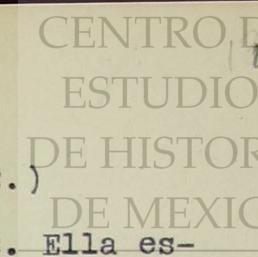 CENTRO D
ESTUDIO
DE HISTOR
.)
DE MEXIC
. Ella es-